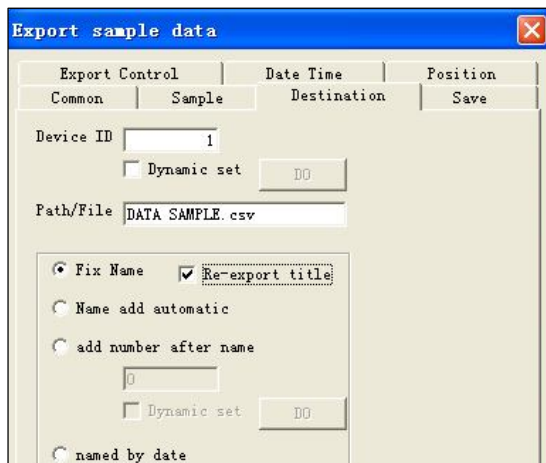 Export sample data
Export Control Date Time Position
Common Sample Destination Save
Device ID 1
Dynamic set DO
Path/File DATA SAMPLE.csv
Fix Name Re-export title
Name add automatic
add number after name
0
Dynamic set DO
named by date